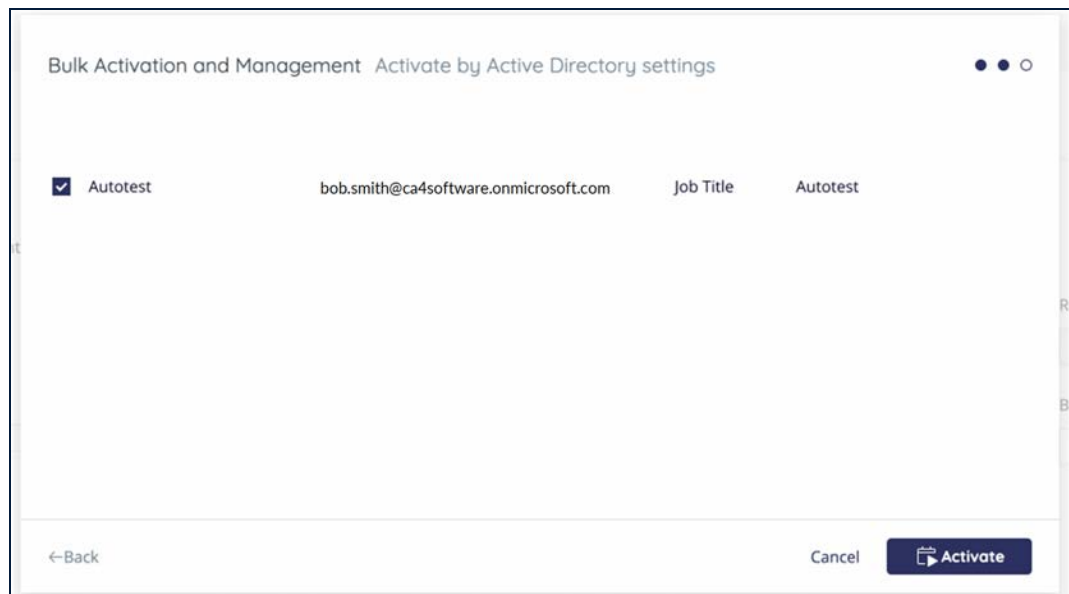 Bulk Activation and Management Activate by Active Directory settings
Autotest bob.smith@ca4software.onmicrosoft.com Job Title Autotest
←Back Cancel Activate